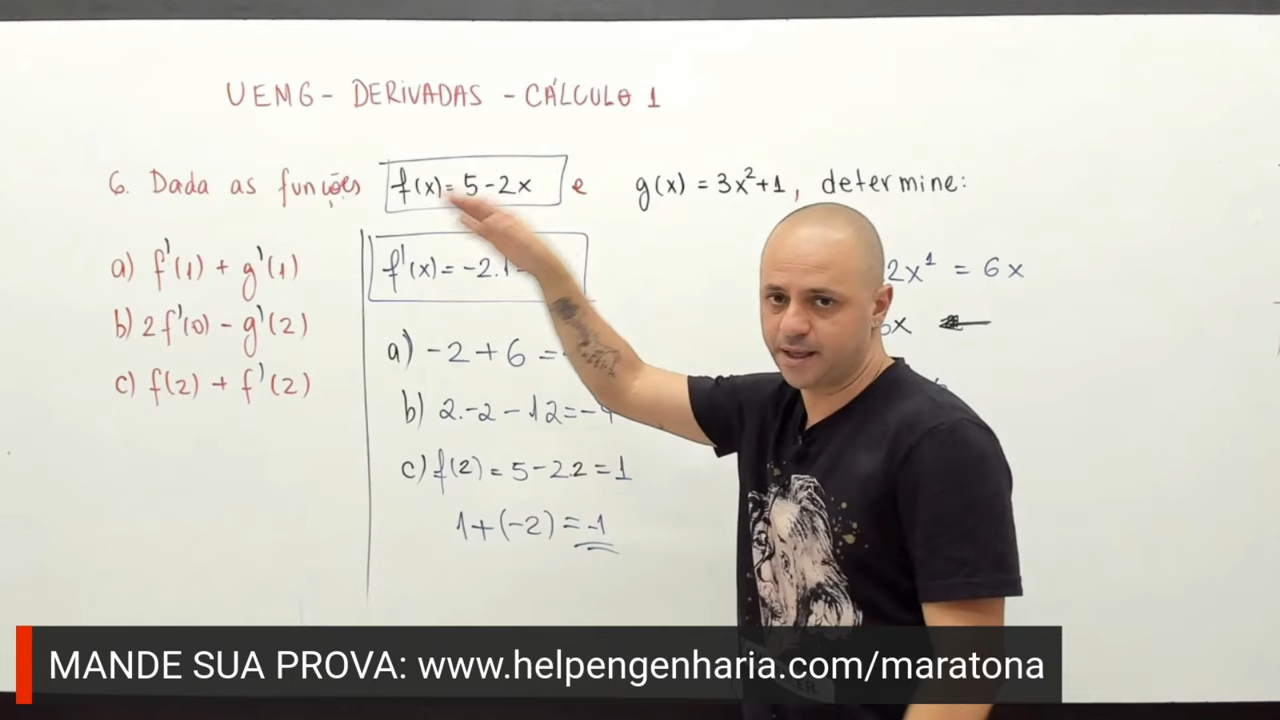 UEMG - DERIVADAS - CÁLCULO 1
6. Dada as funções f(x) = 5 - 2x e g(x) = 3x²+1, determine:
a) f'(1) + g'(1)
b) 2f'(0) - g'(2)
c) f(2) + f'(2)
f'(x) = -2.1
a) -2 + 6 =
b) 2.-2 - 12 = -
c) f(2) = 5 - 2.2 = 1
1 + (-2) = -1
2x¹ = 6x
x
MANDE SUA PROVA: www.helpengenharia.com/maratona